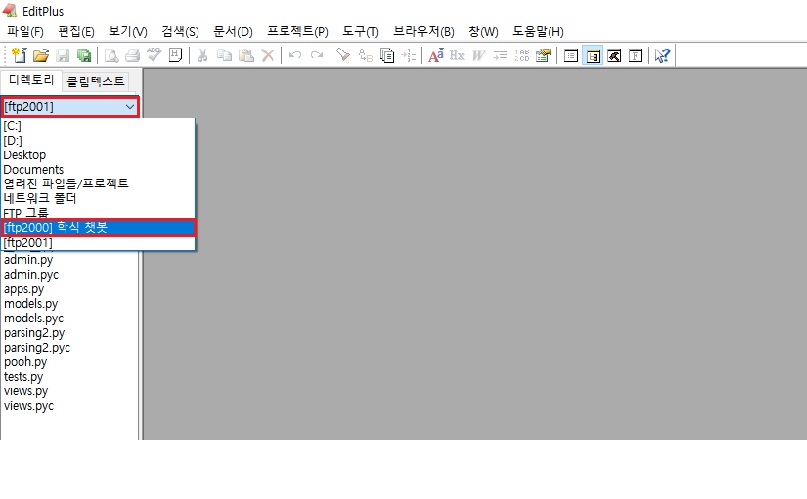 EditPlus
파일(F) 편집(E) 보기(V) 검색(S) 문서(D) 프로젝트(P) 도구(T) 브라우저(B) 창(W) 도움말(H)
디렉토리 클립텍스트
[ftp2001]
[C:]
[D:]
Desktop
Documents
열려진 파일들/프로젝트
네트워크 폴더
FTP 그룹
[ftp2000] 학식 챗봇
[ftp2001]
admin.py
admin.pyc
apps.py
models.py
models.pyc
parsing2.py
parsing2.pyc
pooh.py
tests.py
views.py
views.pyc